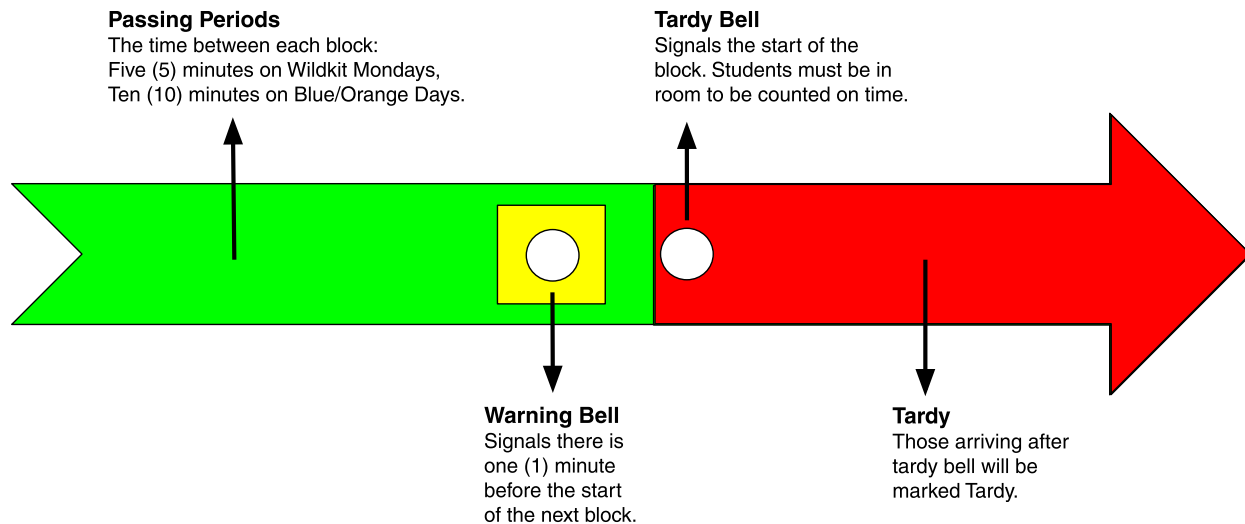 Passing Periods
The time between each block:
Five (5) minutes on Wildkit Mondays,
Ten (10) minutes on Blue/Orange Days.
Tardy Bell
Signals the start of the
block. Students must be in
room to be counted on time.
Warning Bell
Signals there is
one (1) minute
before the start
of the next block.
Tardy
Those arriving after
tardy bell will be
marked Tardy.